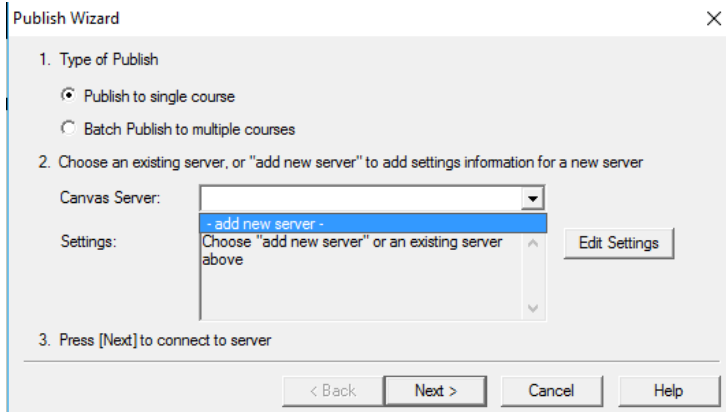 Publish Wizard
1. Type of Publish
Publish to single course
Batch Publish to multiple courses
2. Choose an existing server, or "add new server" to add settings information for a new server
Canvas Server:
- add new server -
Settings:
Choose "add new server" or an existing server
above
Edit Settings
3. Press [Next] to connect to server
< Back
Next >
Cancel
Help